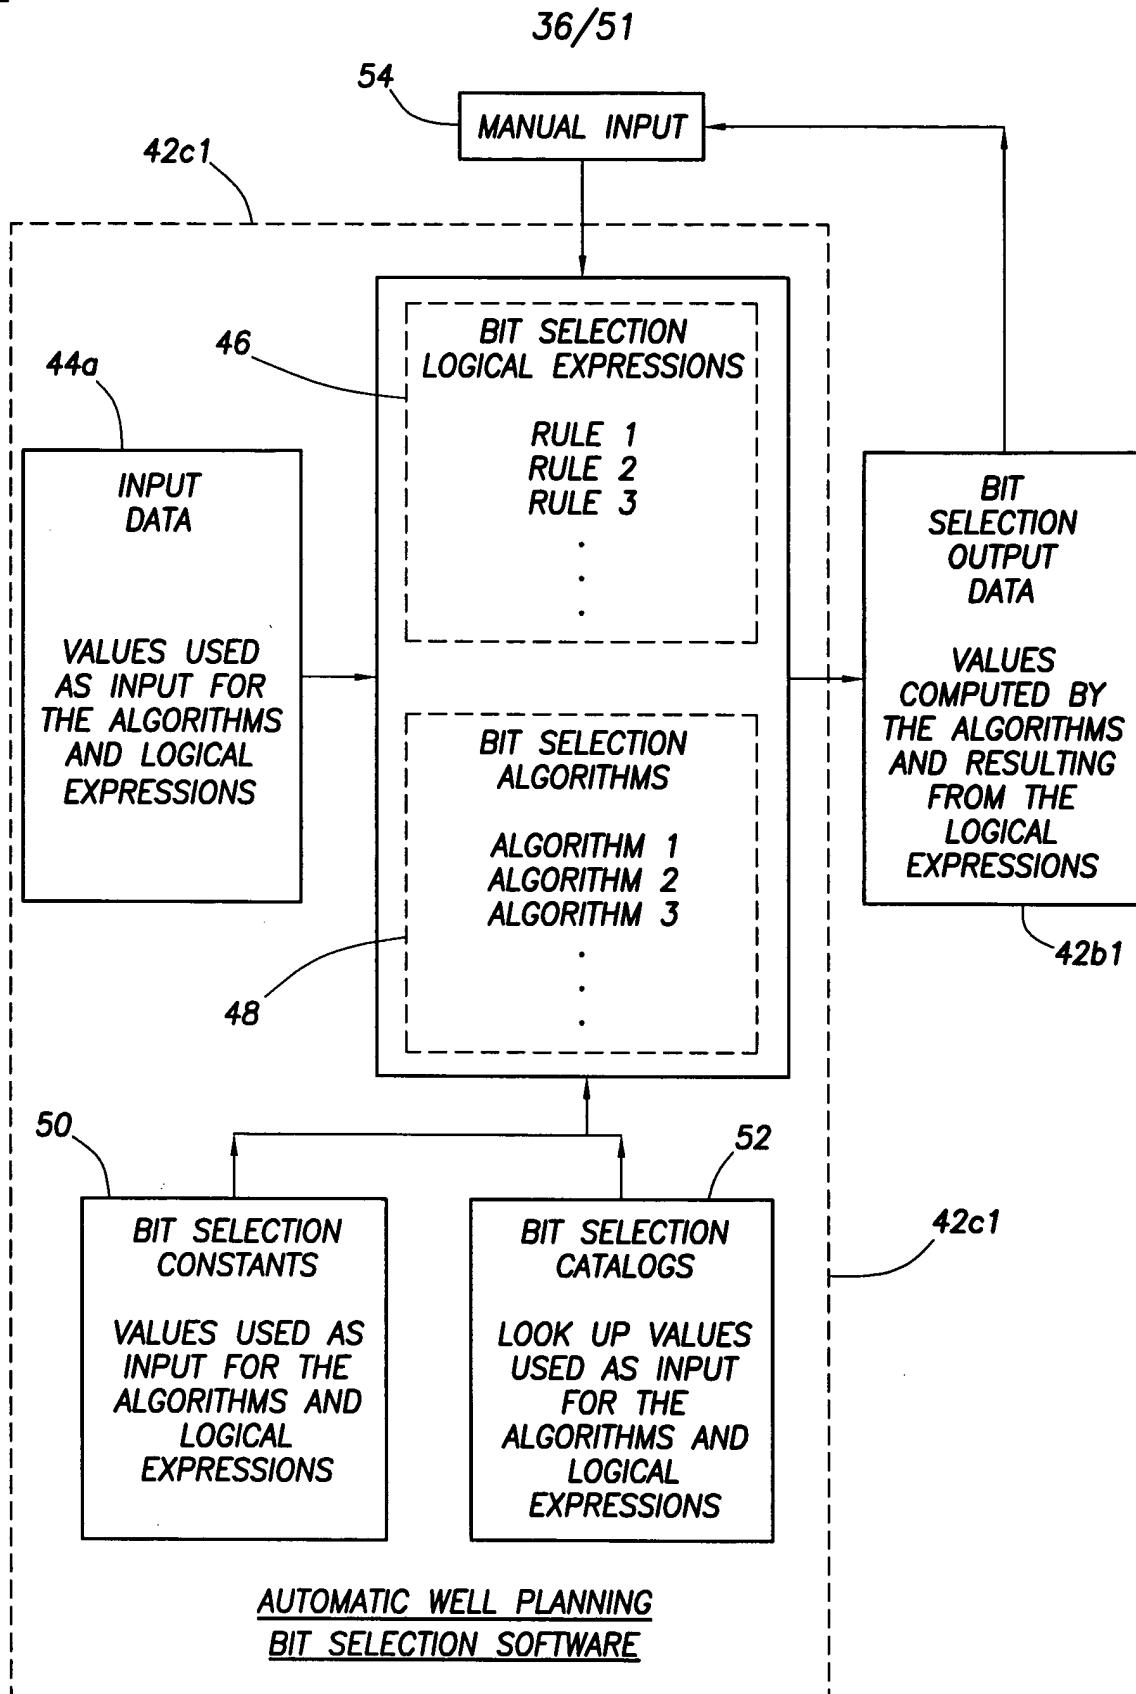 36/51
54
MANUAL INPUT
42c1
46
BIT SELECTION
LOGICAL EXPRESSIONS
RULE 1
RULE 2
RULE 3
.
.
.
44a
INPUT
DATA
VALUES USED
AS INPUT FOR
THE ALGORITHMS
AND LOGICAL
EXPRESSIONS
BIT SELECTION
ALGORITHMS
ALGORITHM 1
ALGORITHM 2
ALGORITHM 3
.
.
.
48
BIT
SELECTION
OUTPUT
DATA
VALUES
COMPUTED BY
THE ALGORITHMS
AND RESULTING
FROM THE
LOGICAL
EXPRESSIONS
42b1
50
BIT SELECTION
CONSTANTS
VALUES USED AS
INPUT FOR THE
ALGORITHMS AND
LOGICAL
EXPRESSIONS
52
BIT SELECTION
CATALOGS
LOOK UP VALUES
USED AS INPUT
FOR THE
ALGORITHMS AND
LOGICAL
EXPRESSIONS
42c1
AUTOMATIC WELL PLANNING
BIT SELECTION SOFTWARE